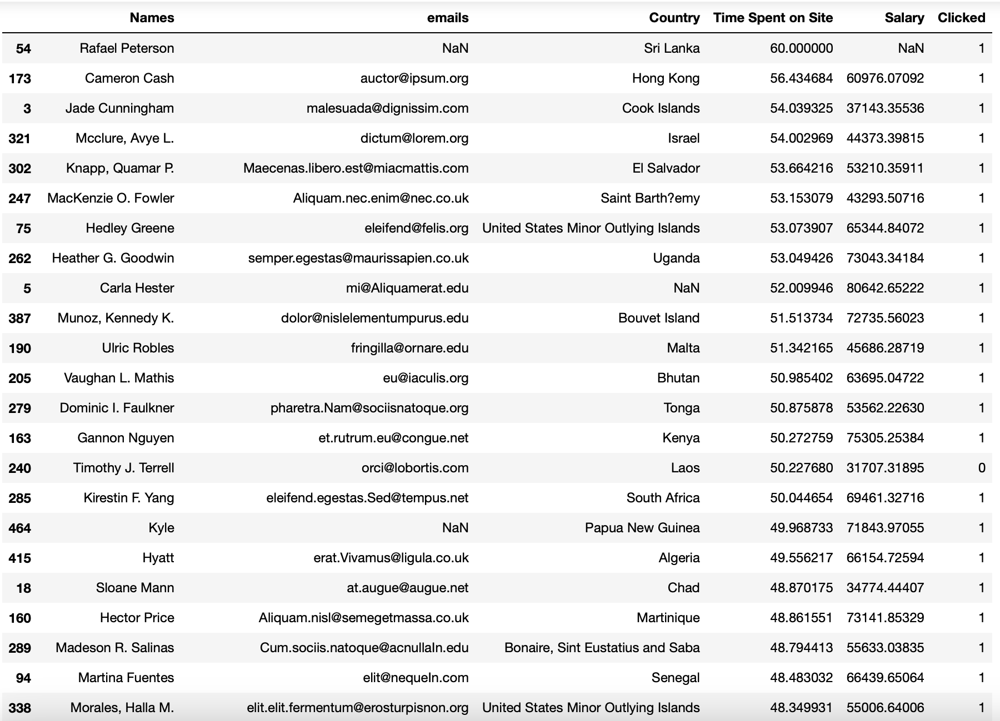 Names emails Country Time Spent on Site Salary Clicked
54 Rafael Peterson NaN Sri Lanka 60.000000 NaN 1
173 Cameron Cash auctor@ipsum.org Hong Kong 56.434684 60976.07092 1
3 Jade Cunningham malesuada@dignissim.com Cook Islands 54.039325 37143.35536 1
321 Mcclure, Avye L. dictum@lorem.org Israel 54.002969 44373.39815 1
302 Knapp, Quamar P. Maecenas.libero.est@miacmattis.com El Salvador 53.664216 53210.35911 1
247 MacKenzie O. Fowler Aliquam.nec.enim@nec.co.uk Saint Barth?emy 53.153079 43293.50716 1
75 Hedley Greene eleifend@felis.org United States Minor Outlying Islands 53.073907 65344.84072 1
262 Heather G. Goodwin semper.egestas@maurissapien.co.uk Uganda 53.049426 73043.34184 1
5 Carla Hester mi@Aliquamerat.edu NaN 52.009946 80642.65222 1
387 Munoz, Kennedy K. dolor@nislelementumpurus.edu Bouvet Island 51.513734 72735.56023 1
190 Ulric Robles fringilla@ornare.edu Malta 51.342165 45686.28719 1
205 Vaughan L. Mathis eu@iaculis.org Bhutan 50.985402 63695.04722 1
279 Dominic I. Faulkner pharetra.Nam@sociisnatoque.org Tonga 50.875878 53562.22630 1
163 Gannon Nguyen et.rutrum.eu@congue.net Kenya 50.272759 75305.25384 1
240 Timothy J. Terrell orci@lobortis.com Laos 50.227680 31707.31895 0
285 Kirestin F. Yang eleifend.egestas.Sed@tempus.net South Africa 50.044654 69461.32716 1
464 Kyle NaN Papua New Guinea 49.968733 71843.97055 1
415 Hyatt erat.Vivamus@ligula.co.uk Algeria 49.556217 66154.72594 1
18 Sloane Mann at.augue@augue.net Chad 48.870175 34774.44407 1
160 Hector Price Aliquam.nisl@semegetmassa.co.uk Martinique 48.861551 73141.85329 1
289 Madeson R. Salinas Cum.sociis.natoque@acnullaIn.edu Bonaire, Sint Eustatius and Saba 48.794413 55633.03835 1
94 Martina Fuentes elit@nequeIn.com Senegal 48.483032 66439.65064 1
338 Morales, Halla M. elit.elit.fermentum@erosturpisnon.org United States Minor Outlying Islands 48.349931 55006.64006 1